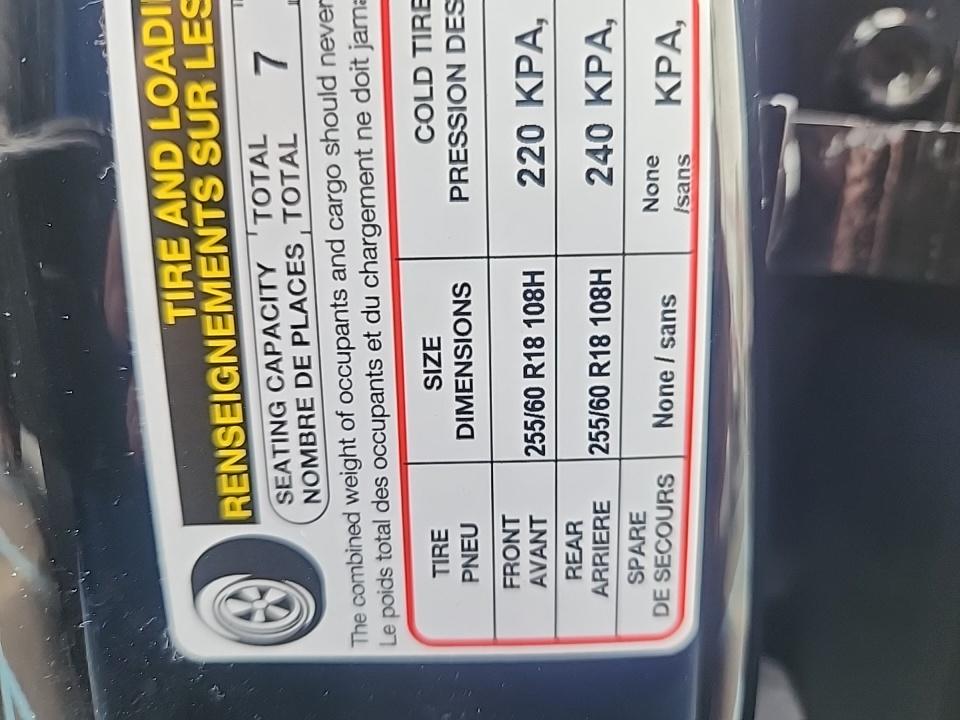 TIRE AND LOADI
RENSEIGNEMENTS SUR LES
SEATING CAPACITY TOTAL 7
NOMBRE DE PLACES TOTAL
The combined weight of occupants and cargo should never
Le poids total des occupants et du chargement ne doit jama
TIRE SIZE COLD TIRE
PNEU DIMENSIONS PRESSION DES
FRONT 255/60 R18 108H 220 KPA,
AVANT
REAR 255/60 R18 108H 240 KPA,
ARRIERE
SPARE None / sans None KPA,
DE SECOURS /sans